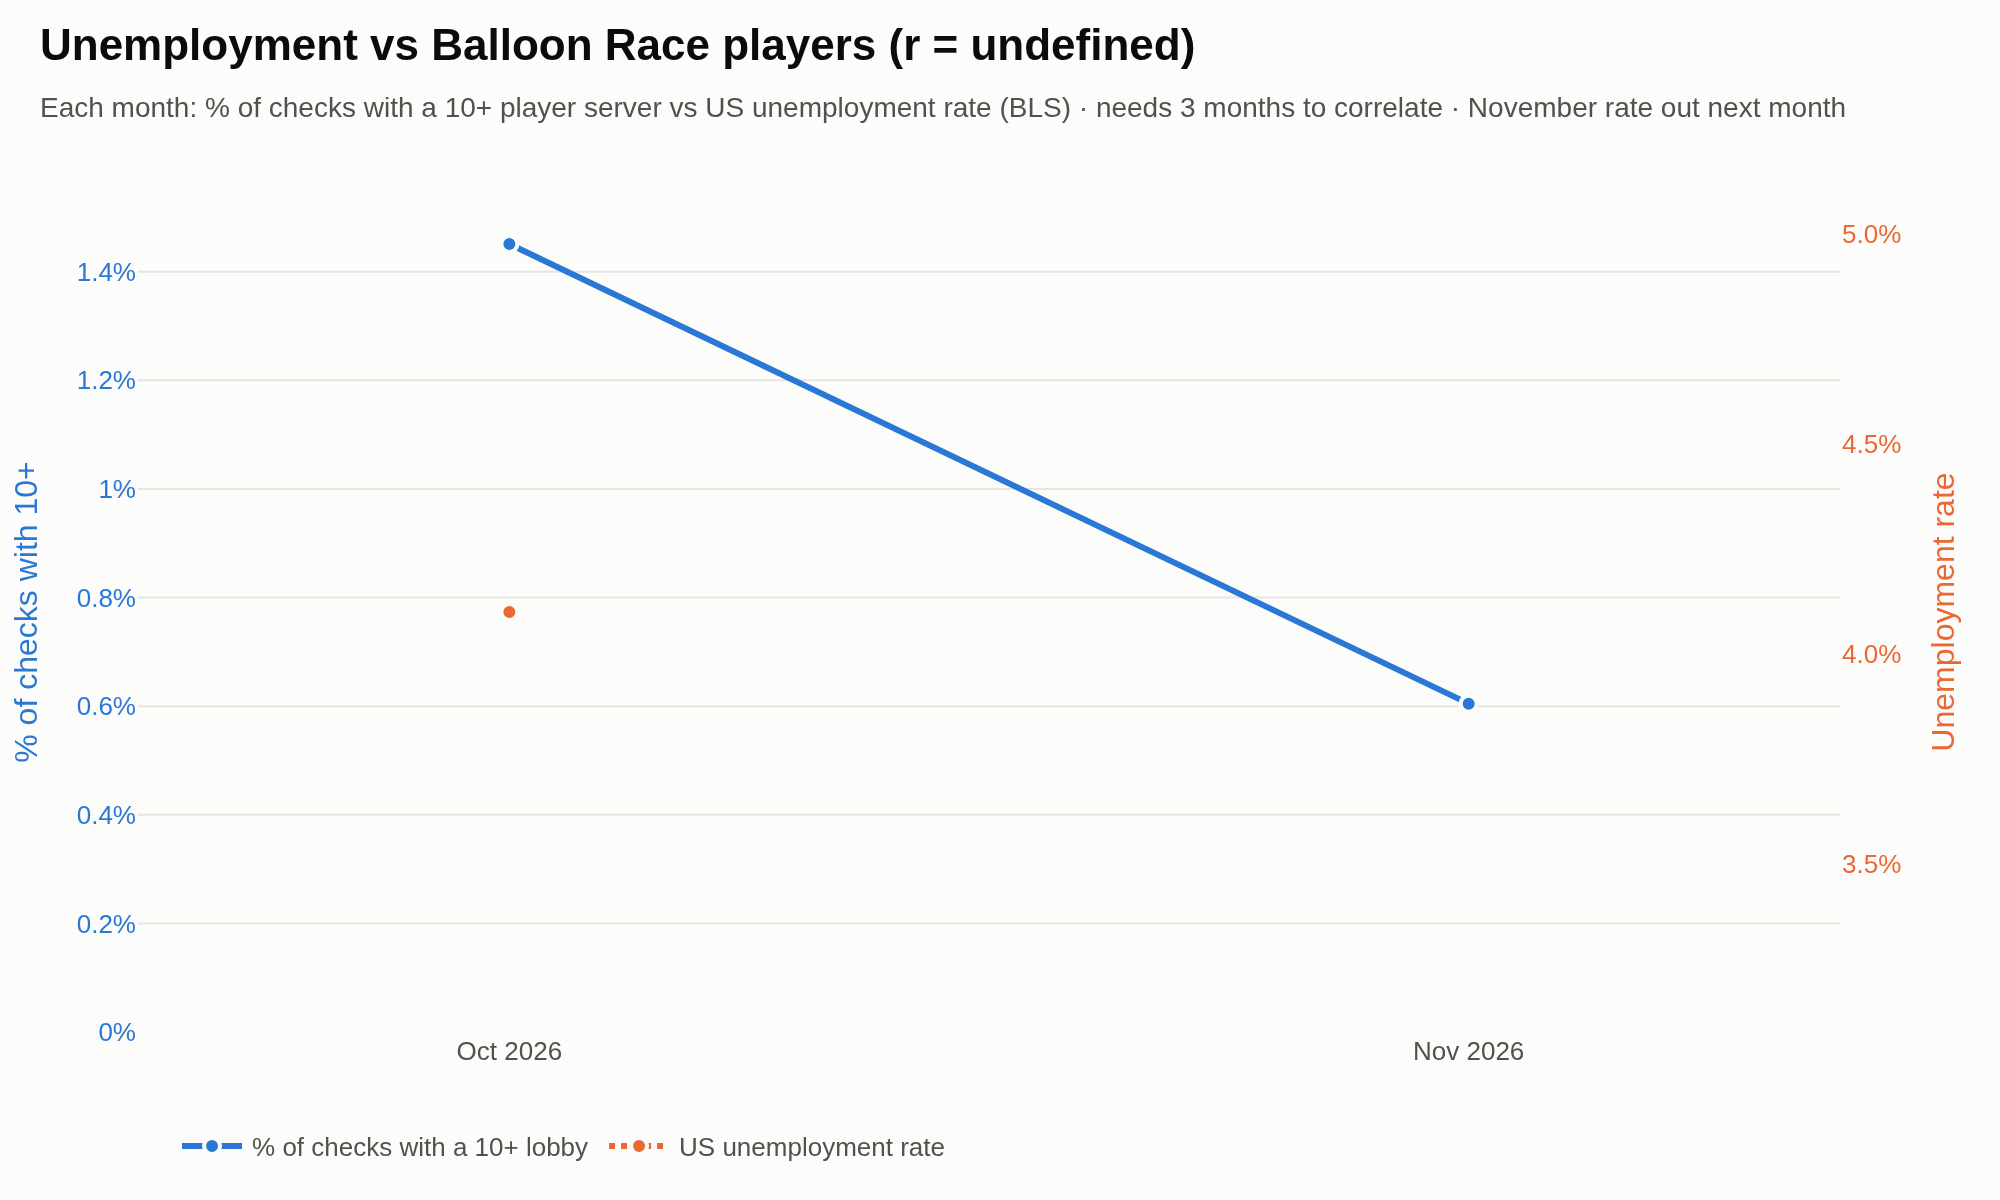 Unemployment vs Balloon Race players (r = undefined)
Each month: % of checks with a 10+ player server vs US unemployment rate (BLS) · needs 3 months to correlate · November rate out next month
% of checks with 10+
1.4%
1.2%
1%
0.8%
0.6%
0.4%
0.2%
0%
5.0%
4.5%
4.0%
3.5%
Unemployment rate
Oct 2026
Nov 2026
% of checks with a 10+ lobby
US unemployment rate